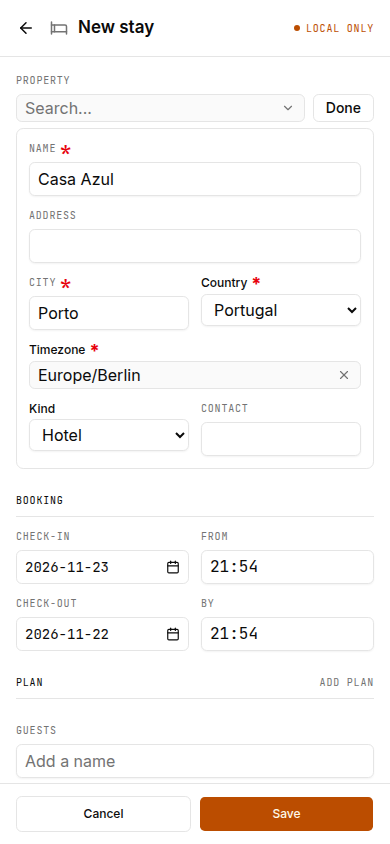 New stay
LOCAL ONLY
PROPERTY
Search...
Done
NAME *
Casa Azul
ADDRESS
CITY *
Country *
Porto
Portugal
Timezone *
Europe/Berlin
Kind
CONTACT
Hotel
BOOKING
CHECK-IN
FROM
2026-11-23
21:54
CHECK-OUT
BY
2026-11-22
21:54
PLAN
ADD PLAN
GUESTS
Add a name
Cancel
Save